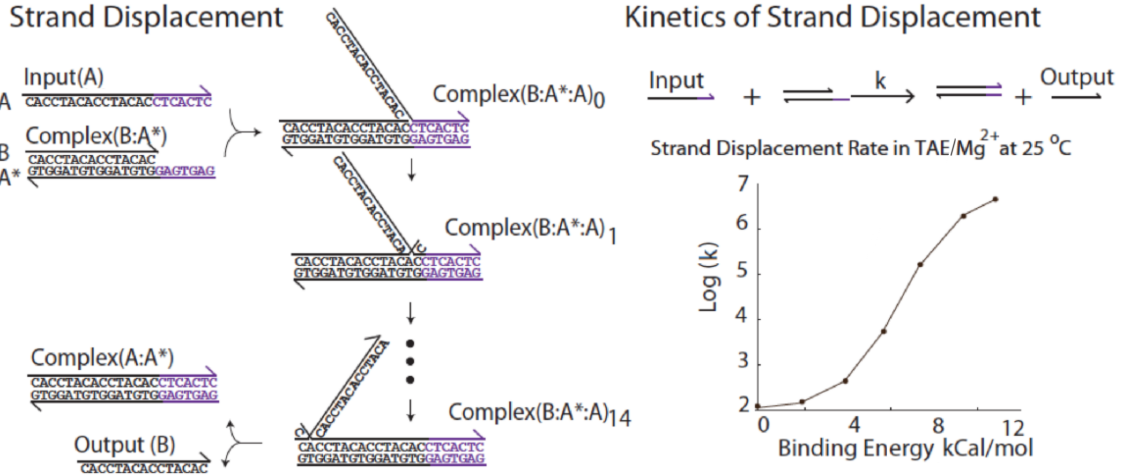 Strand Displacement
Input(A)
A CACCTACACCTACACCTCACTC
Complex(B:A*)
B CACCTACACCTACAC
A* GTGGATGTGGATGTGGAGTGAG
CACCTACACCTACAC
Complex(B:A*:A)0
CACCTACACCTACACCTCACTC
GTGGATGTGGATGTGGAGTGAG
CACCTACACCTACA
C
Complex(B:A*:A)1
CACCTACACCTACACCTCACTC
GTGGATGTGGATGTGGAGTGAG
Complex(A:A*)
CACCTACACCTACACCTCACTC
GTGGATGTGGATGTGGAGTGAG
Output (B)
CACCTACACCTACAC
CACCTACACCTACA
Complex(B:A*:A)14
CACCTACACCTACACCTCACTC
GTGGATGTGGATGTGGAGTGAG
Kinetics of Strand Displacement
Input + k + Output
Strand Displacement Rate in TAE/Mg2+ at 25 °C
Log (k)
7
6
5
4
3
2
0 4 8 12
Binding Energy kCal/mol